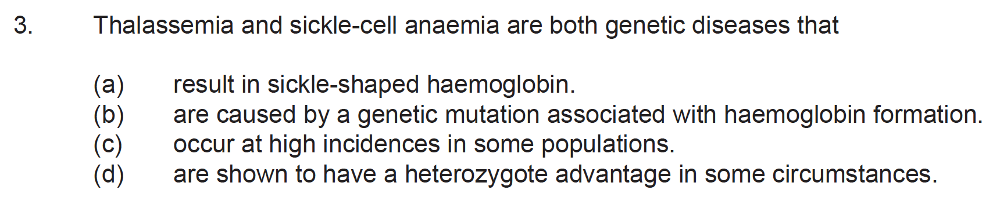 3. Thalassemia and sickle-cell anaemia are both genetic diseases that
(a) result in sickle-shaped haemoglobin.
(b) are caused by a genetic mutation associated with haemoglobin formation.
(c) occur at high incidences in some populations.
(d) are shown to have a heterozygote advantage in some circumstances.